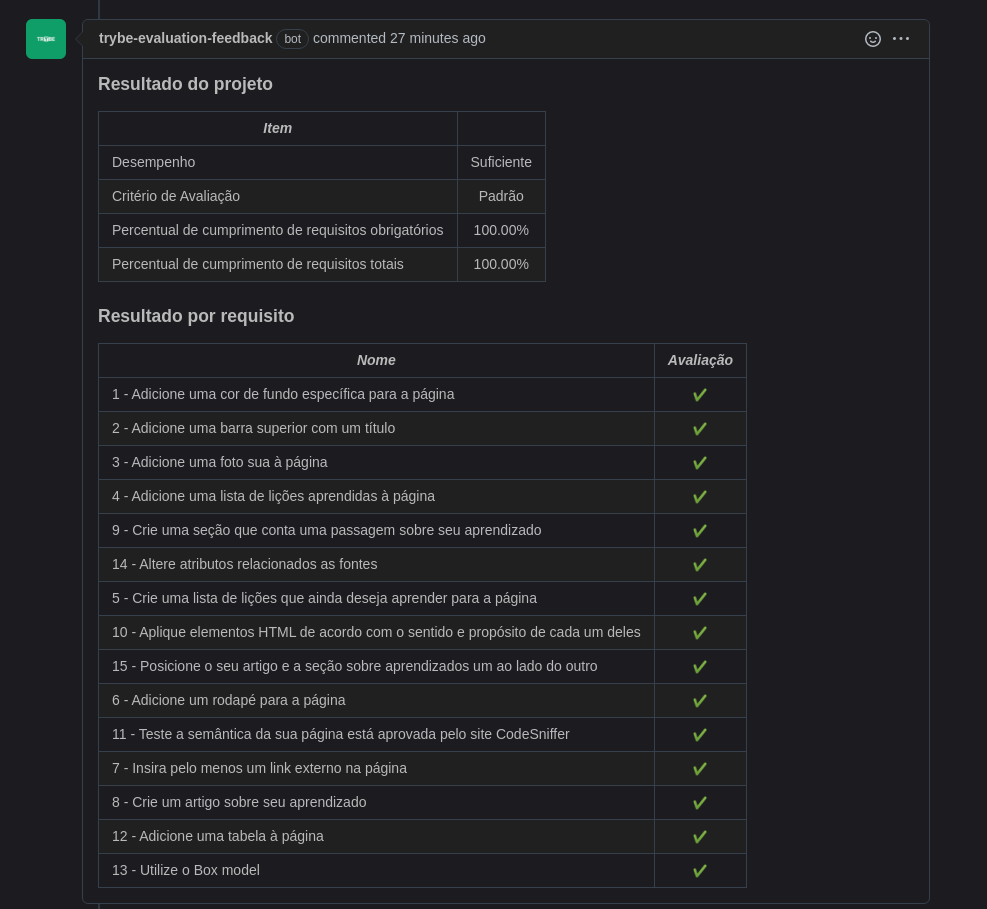 TRYBE
trybe-evaluation-feedback bot commented 27 minutes ago
Resultado do projeto
Item
Desempenho Suficiente
Critério de Avaliação Padrão
Percentual de cumprimento de requisitos obrigatórios 100.00%
Percentual de cumprimento de requisitos totais 100.00%
Resultado por requisito
Nome Avaliação
1 - Adicione uma cor de fundo específica para a página ✔
2 - Adicione uma barra superior com um título ✔
3 - Adicione uma foto sua à página ✔
4 - Adicione uma lista de lições aprendidas à página ✔
9 - Crie uma seção que conta uma passagem sobre seu aprendizado ✔
14 - Altere atributos relacionados as fontes ✔
5 - Crie uma lista de lições que ainda deseja aprender para a página ✔
10 - Aplique elementos HTML de acordo com o sentido e propósito de cada um deles ✔
15 - Posicione o seu artigo e a seção sobre aprendizados um ao lado do outro ✔
6 - Adicione um rodapé para a página ✔
11 - Teste a semântica da sua página está aprovada pelo site CodeSniffer ✔
7 - Insira pelo menos um link externo na página ✔
8 - Crie um artigo sobre seu aprendizado ✔
12 - Adicione uma tabela à página ✔
13 - Utilize o Box model ✔